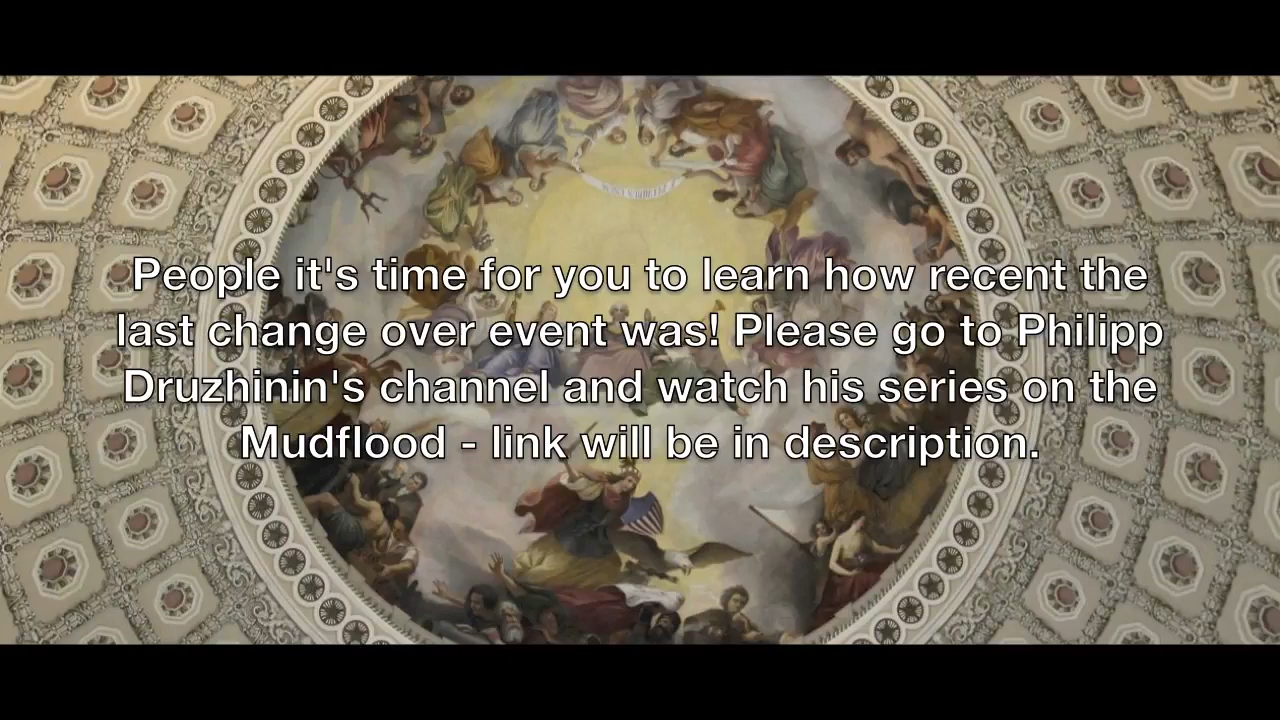 People it's time for you to learn how recent the
last change over event was! Please go to Philipp
Druzhinin's channel and watch his series on the
Mudflood - link will be in description.